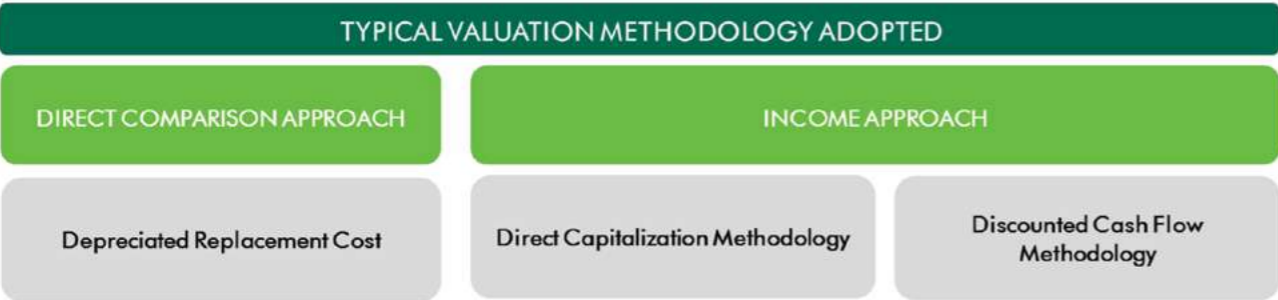 TYPICAL VALUATION METHODOLOGY ADOPTED
DIRECT COMPARISON APPROACH
INCOME APPROACH
Depreciated Replacement Cost
Direct Capitalization Methodology
Discounted Cash Flow
Methodology